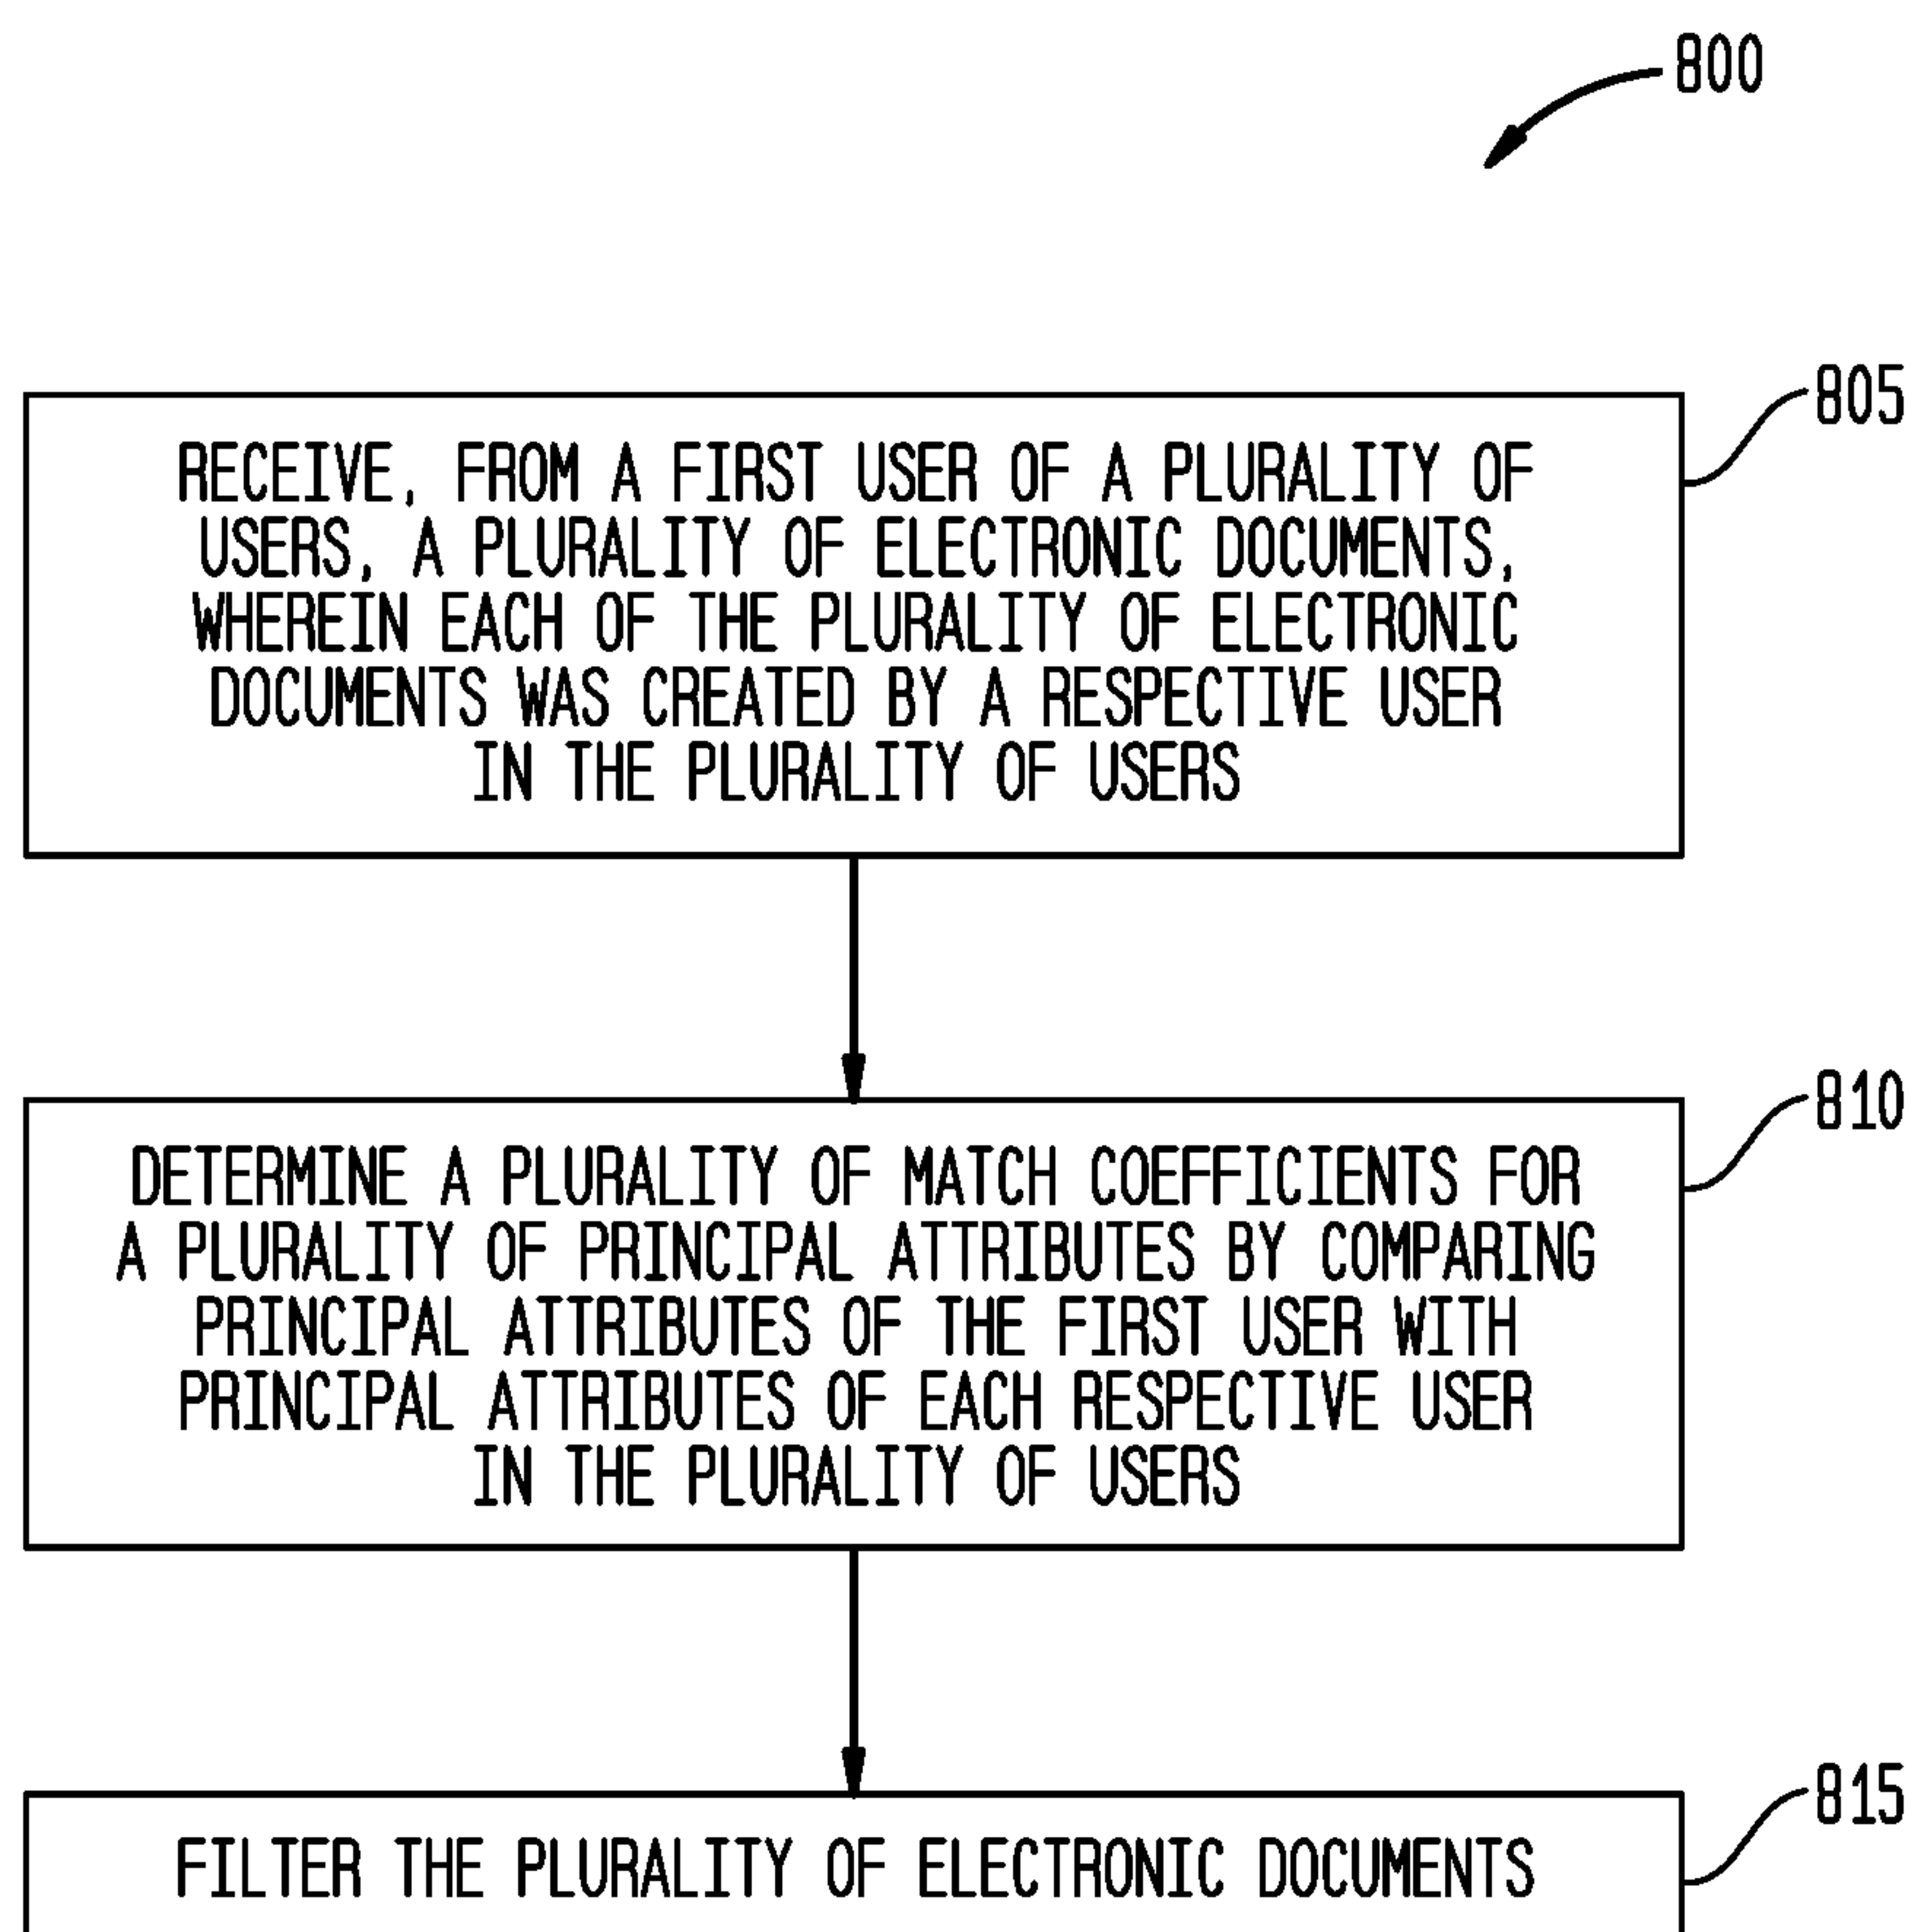 800
805
RECEIVE, FROM A FIRST USER OF A PLURALITY OF
USERS, A PLURALITY OF ELECTRONIC DOCUMENTS,
WHEREIN EACH OF THE PLURALITY OF ELECTRONIC
DOCUMENTS WAS CREATED BY A RESPECTIVE USER
IN THE PLURALITY OF USERS
810
DETERMINE A PLURALITY OF MATCH COEFFICIENTS FOR
A PLURALITY OF PRINCIPAL ATTRIBUTES BY COMPARING
PRINCIPAL ATTRIBUTES OF THE FIRST USER WITH
PRINCIPAL ATTRIBUTES OF EACH RESPECTIVE USER
IN THE PLURALITY OF USERS
815
FILTER THE PLURALITY OF ELECTRONIC DOCUMENTS